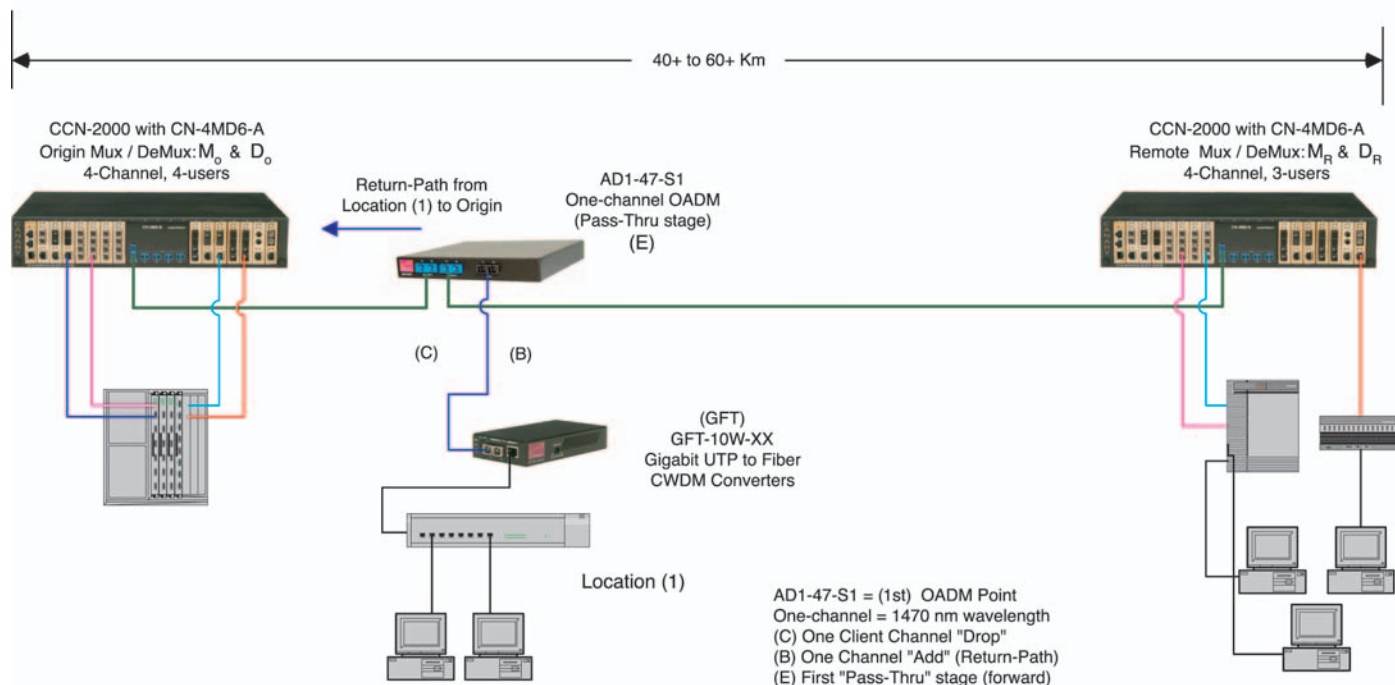 40+ to 60+ Km
CCN-2000 with CN-4MD6-A
Origin Mux / DeMux: Mo & Do
4-Channel, 4-users
Return-Path from
Location (1) to Origin
AD1-47-S1
One-channel OADM
(Pass-Thru stage)
(E)
CCN-2000 with CN-4MD6-A
Remote Mux / DeMux: MR & DR
4-Channel, 3-users
(C)
(B)
(GFT)
GFT-10W-XX
Gigabit UTP to Fiber
CWDM Converters
Location (1)
AD1-47-S1 = (1st) OADM Point
One-channel = 1470 nm wavelength
(C) One Client Channel "Drop"
(B) One Channel "Add" (Return-Path)
(E) First "Pass-Thru" stage (forward)